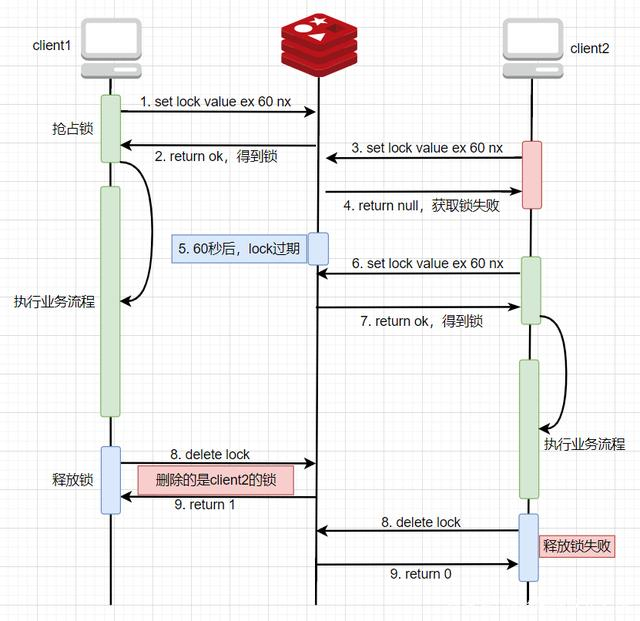 client1
client2
1. set lock value ex 60 nx
抢占锁
2. return ok，得到锁
3. set lock value ex 60 nx
4. return null，获取锁失败
5. 60秒后，lock过期
6. set lock value ex 60 nx
执行业务流程
7. return ok，得到锁
执行业务流程
8. delete lock
释放锁
删除的是client2的锁
9. return 1
8. delete lock
释放锁失败
9. return 0